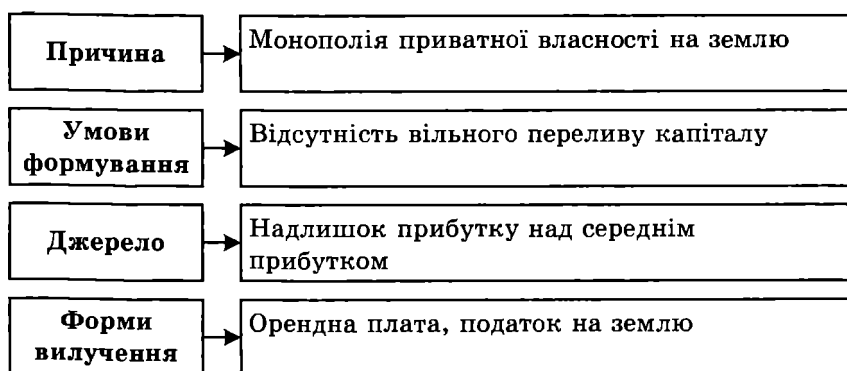 Причина
Монополія приватної власності на землю
Умови
формування
Відсутність вільного переливу капіталу
Джерело
Надлишок прибутку над середнім
прибутком
Форми
вилучення
Орендна плата, податок на землю